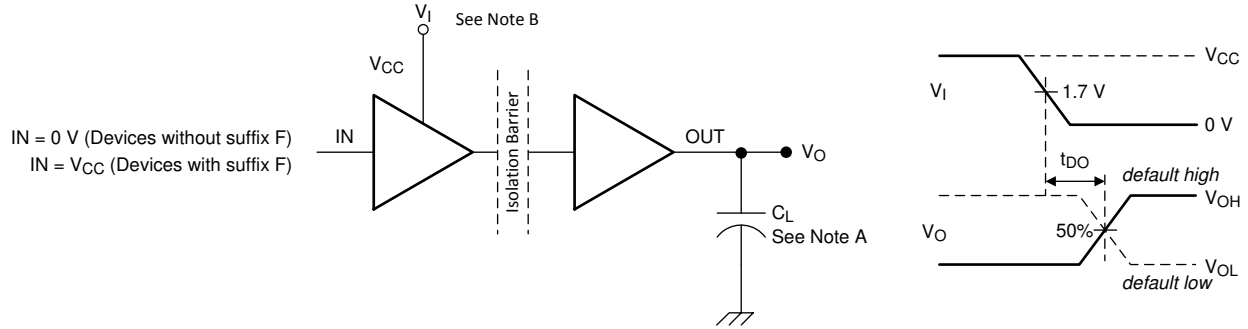 V_I See Note B
V_CC
IN = 0 V (Devices without suffix F)
IN = V_CC (Devices with suffix F)
IN
Isolation Barrier
OUT
V_O
C_L
See Note A
V_CC
V_I
1.7 V
0 V
t_DO
default high
V_OH
V_O
50%
V_OL
default low